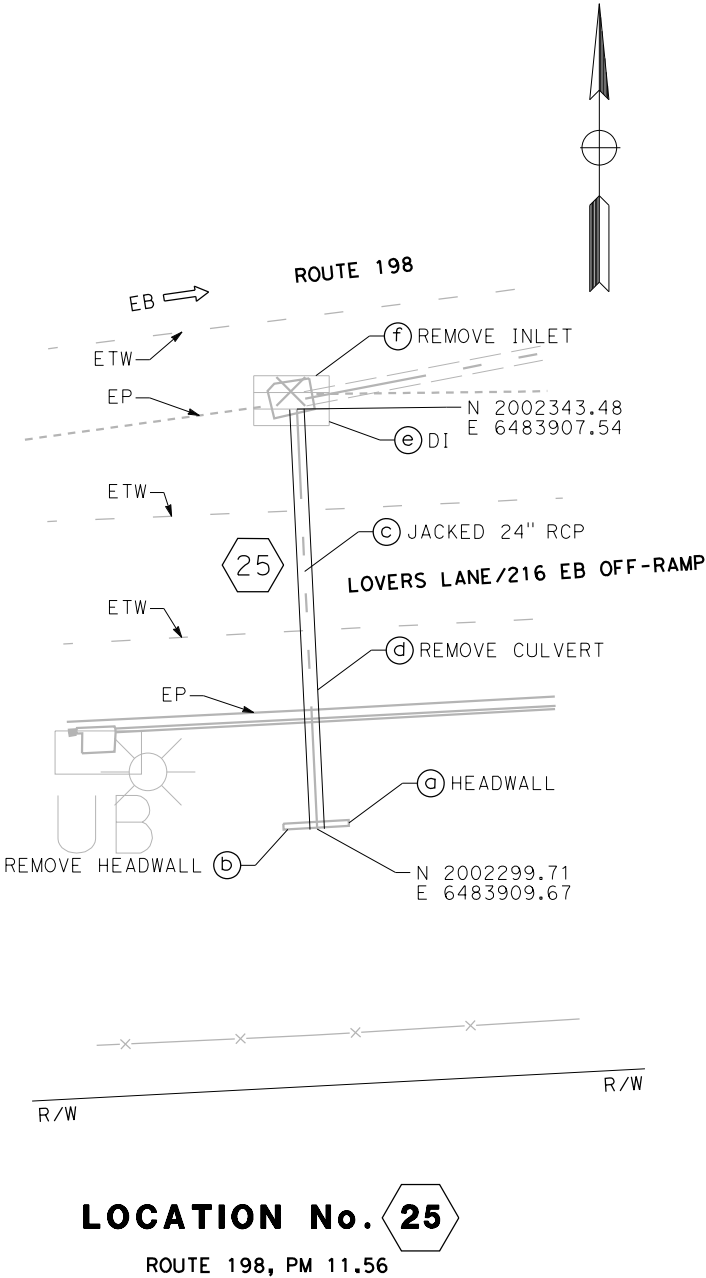 ROUTE 198
EB
f REMOVE INLET
ETW
EP
N 2002343.48
E 6483907.54
e DI
ETW
c JACKED 24" RCP
25
LOVERS LANE/216 EB OFF-RAMP
ETW
d REMOVE CULVERT
EP
a HEADWALL
UB
REMOVE HEADWALL b
N 2002299.71
E 6483909.67
R/W
R/W
LOCATION No. 25
ROUTE 198, PM 11.56